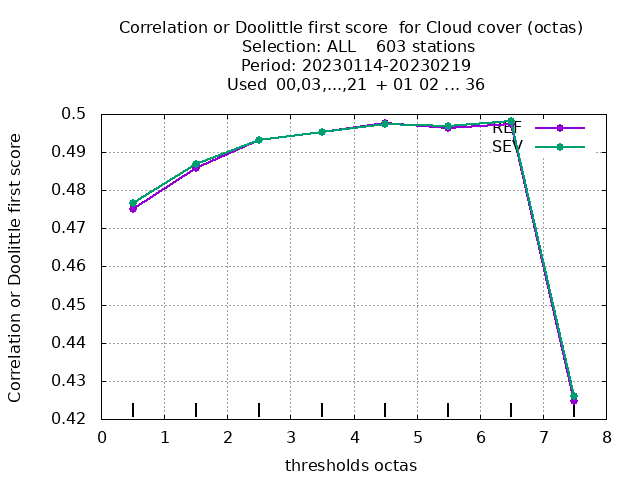 Correlation or Doolittle first score  for Cloud cover (octas)
Selection: ALL    603 stations
Period: 20230114-20230219
Used  00,03,...,21  + 01 02 ... 36
Correlation or Doolittle first score
0.5
0.49
0.48
0.47
0.46
0.45
0.44
0.43
0.42
REF
SEV
0 1 2 3 4 5 6 7 8
thresholds octas